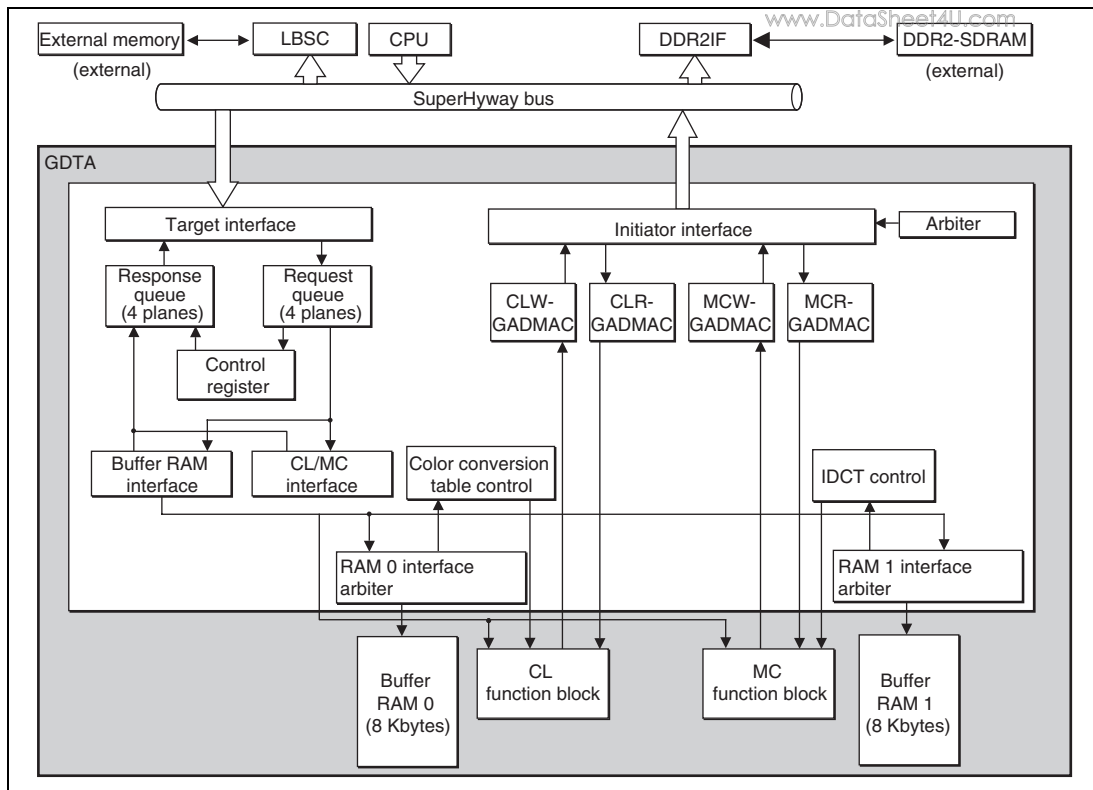 www.DataSheet4U.com
External memory
(external)
LBSC
CPU
DDR2IF
DDR2-SDRAM
(external)
SuperHyway bus
GDTA
Target interface
Initiator interface
Arbiter
Response
queue
(4 planes)
Request
queue
(4 planes)
CLW-
GADMAC
CLR-
GADMAC
MCW-
GADMAC
MCR-
GADMAC
Control
register
Buffer RAM
interface
CL/MC
interface
Color conversion
table control
IDCT control
RAM 0 interface
arbiter
RAM 1 interface
arbiter
Buffer
RAM 0
(8 Kbytes)
CL
function block
MC
function block
Buffer
RAM 1
(8 Kbytes)